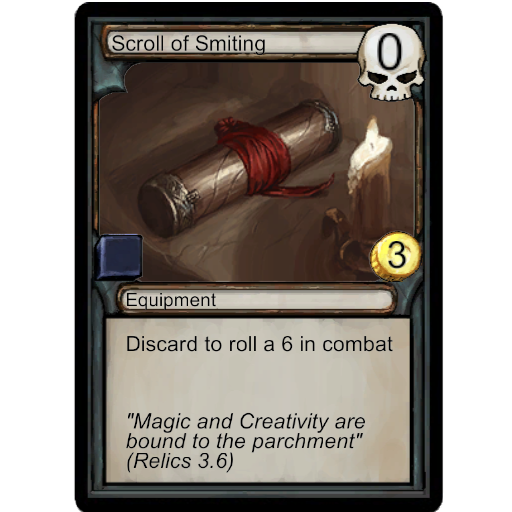 Scroll of Smiting
0
3
Equipment
Discard to roll a 6 in combat
"Magic and Creativity are
bound to the parchment"
(Relics 3.6)